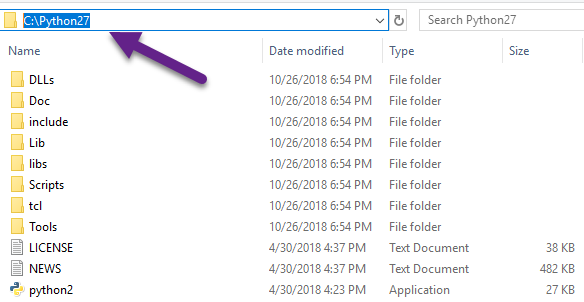 C:\Python27 Search Python27
Name Date modified Type Size
DLLs 10/26/2018 6:54 PM File folder
Doc 10/26/2018 6:54 PM File folder
include 10/26/2018 6:54 PM File folder
Lib 10/26/2018 6:54 PM File folder
libs 10/26/2018 6:54 PM File folder
Scripts 10/26/2018 6:54 PM File folder
tcl 10/26/2018 6:54 PM File folder
Tools 10/26/2018 6:54 PM File folder
LICENSE 4/30/2018 4:37 PM Text Document 38 KB
NEWS 4/30/2018 4:37 PM Text Document 482 KB
python2 4/30/2018 4:23 PM Application 27 KB